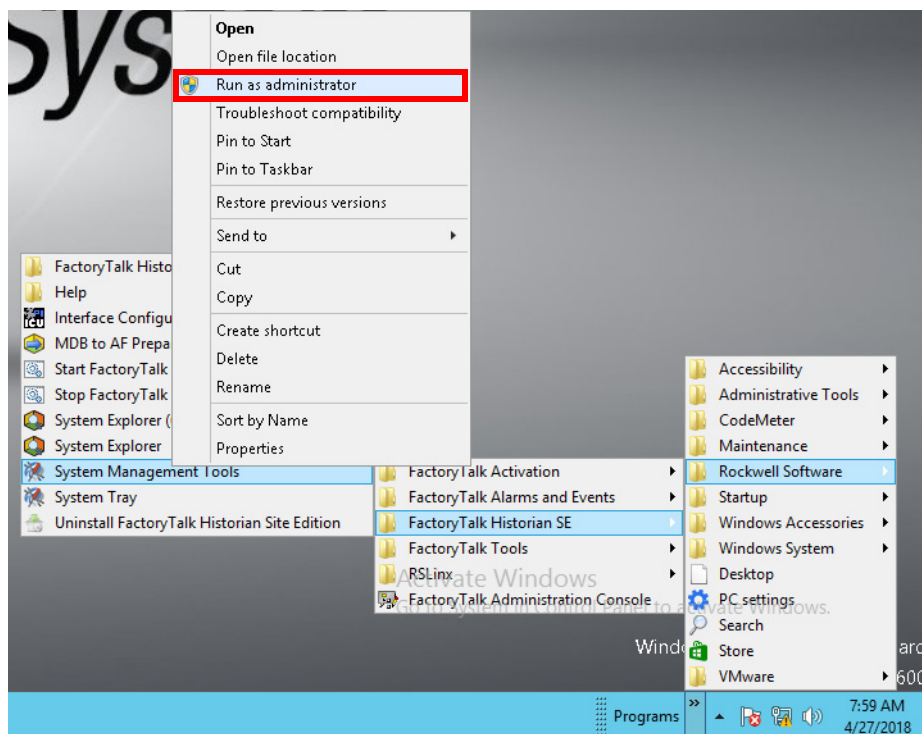 Sys
Open
Open file location
Run as administrator
Troubleshoot compatibility
Pin to Start
Pin to Taskbar
Restore previous versions
Send to
Cut
Copy
Create shortcut
Delete
Rename
Sort by Name
Properties
FactoryTalk Histo
Help
Interface Configu
MDB to AF Prepa
Start FactoryTalk
Stop FactoryTalk
System Explorer (
System Explorer
System Management Tools
System Tray
Uninstall FactoryTalk Historian Site Edition
FactoryTalk Activation
FactoryTalk Alarms and Events
FactoryTalk Historian SE
FactoryTalk Tools
RSLinx
FactoryTalk Administration Console
Activate Windows
Go to System in Control Panel to activate Windows.
Accessibility
Administrative Tools
CodeMeter
Maintenance
Rockwell Software
Startup
Windows Accessories
Windows System
Desktop
PC settings
Search
Store
VMware
Windo
ard
600
Programs
7:59 AM
4/27/2018